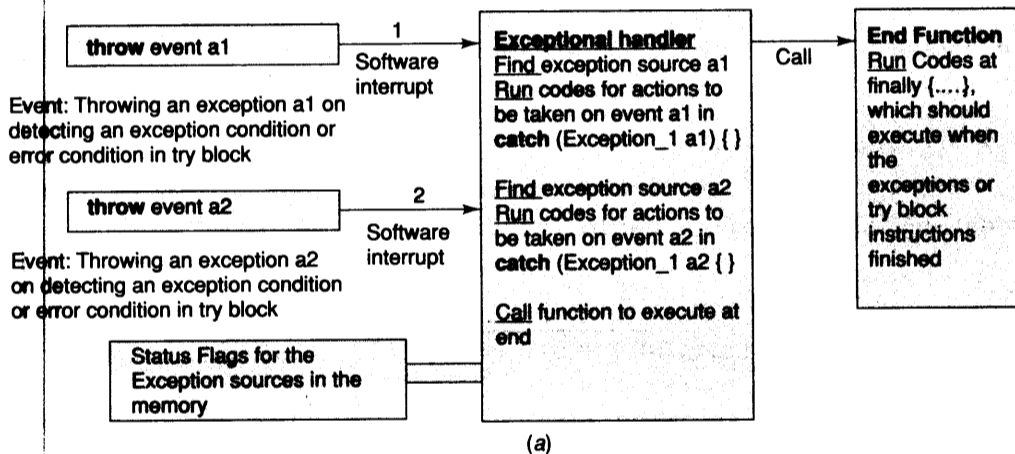 throw event a1
1
Software
interrupt
Event: Throwing an exception a1 on
detecting an exception condition or
error condition in try block
throw event a2
2
Software
interrupt
Event: Throwing an exception a2
on detecting an exception condition
or error condition in try block
Status Flags for the
Exception sources in the
memory
Exceptional handler
Find exception source a1
Run codes for actions to
be taken on event a1 in
catch (Exception_1 a1) { }
Find exception source a2
Run codes for actions to
be taken on event a2 in
catch (Exception_1 a2 { }
Call function to execute at
end
Call
End Function
Run Codes at
finally {....},
which should
execute when
the
exceptions or
try block
instructions
finished
(a)